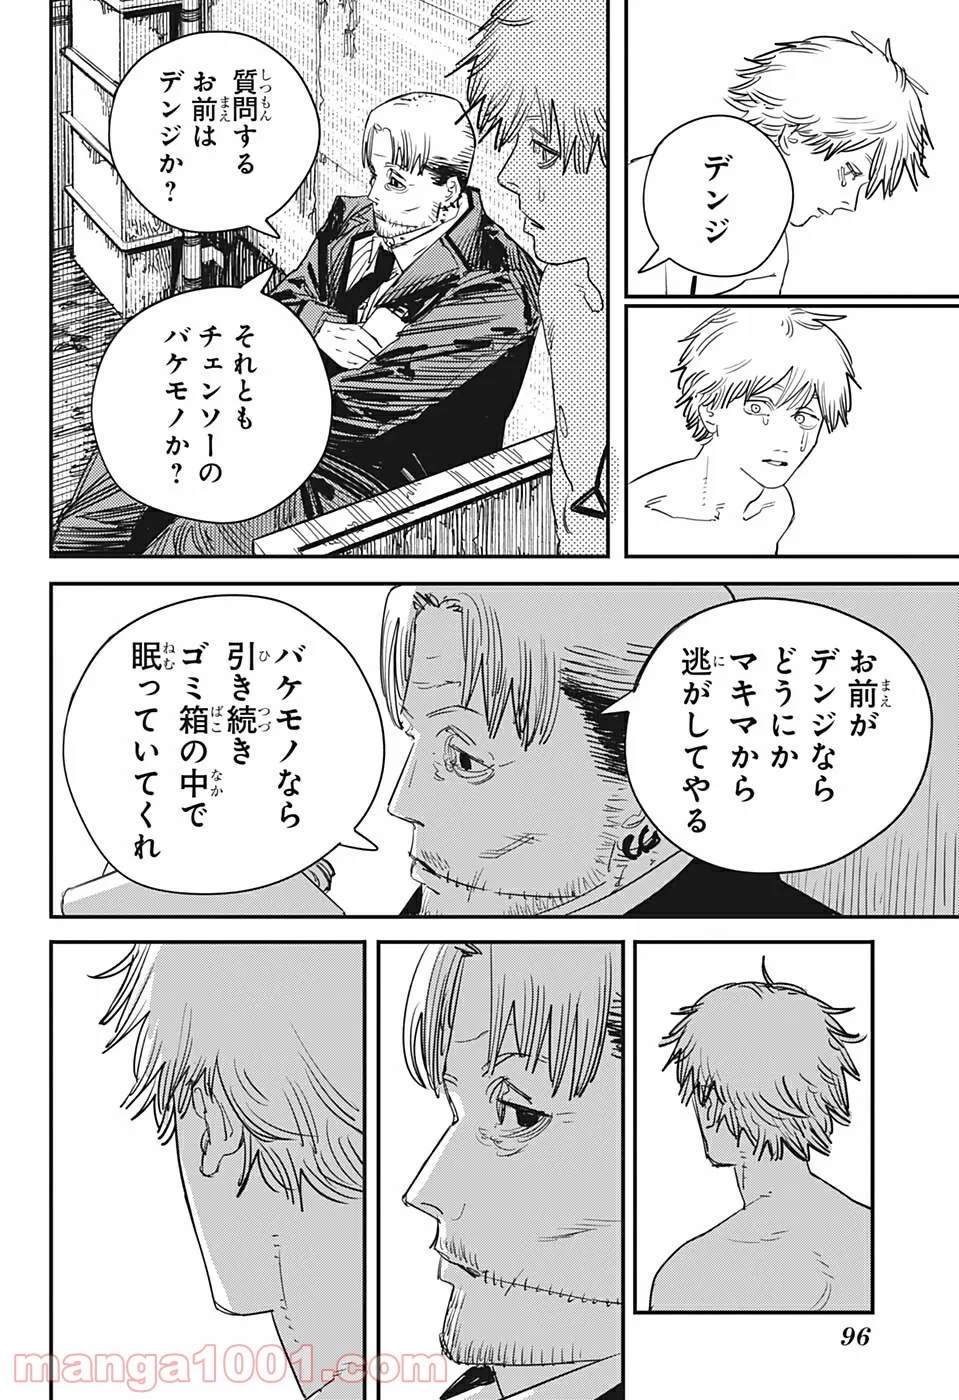 デンジ
質問する
お前は
デンジか?
それとも
チェンソーの
バケモノか?
お前が
デンジなら
どうにか
マキマから
逃がしてやる
バケモノなら
引き続き
ゴミ箱の中で
眠っていてくれ
96
manga1001.com